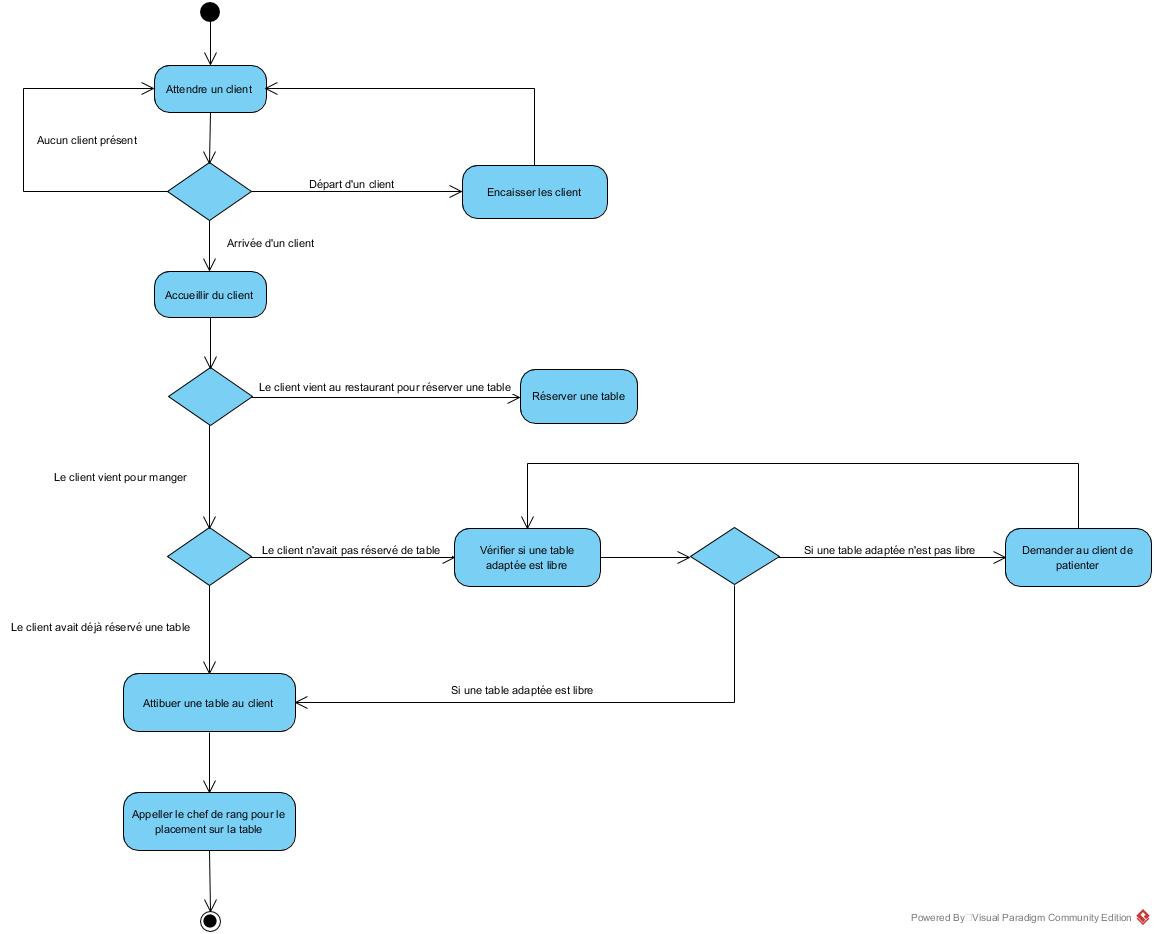 Attendre un client
Aucun client présent
Départ d'un client
Encaisser les client
Arrivée d'un client
Accueillir du client
Le client vient au restaurant pour réserver une table
Réserver une table
Le client vient pour manger
Le client n'avait pas réservé de table
Vérifier si une table
adaptée est libre
Si une table adaptée n'est pas libre
Demander au client de
patienter
Le client avait déjà réservé une table
Si une table adaptée est libre
Attibuer une table au client
Appeller le chef de rang pour le
placement sur la table
Powered By Visual Paradigm Community Edition